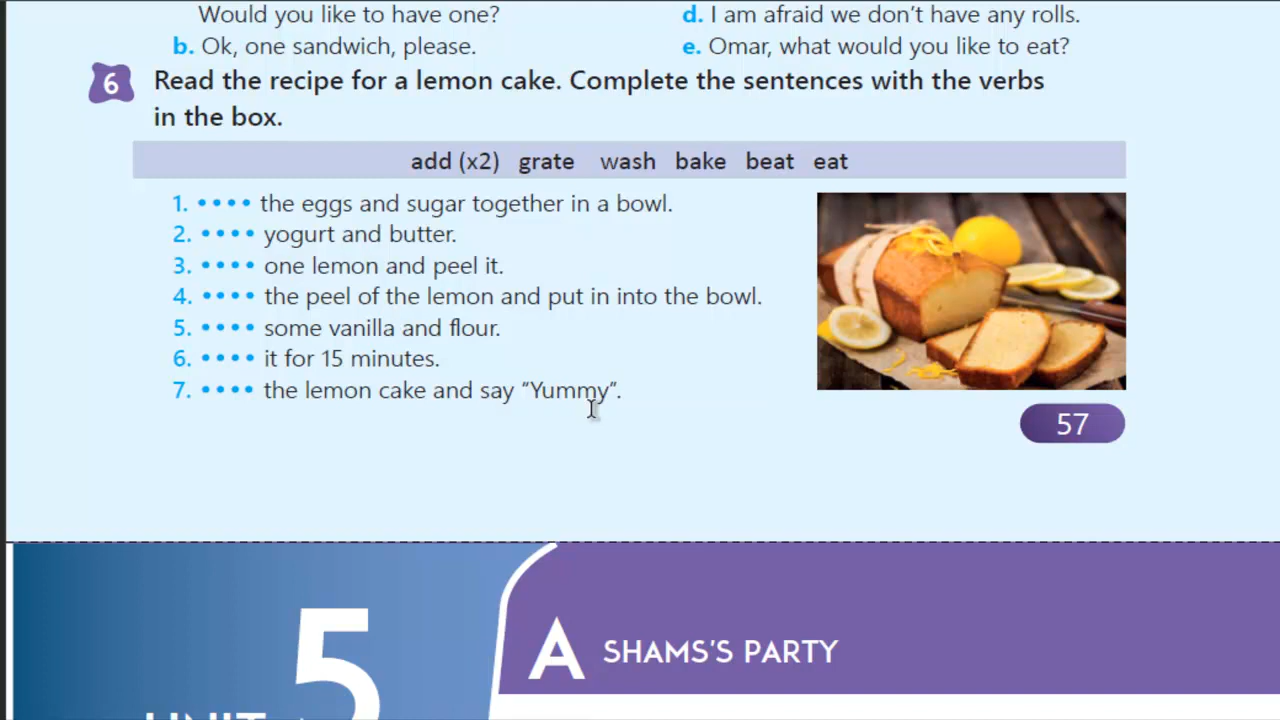 Would you like to have one?
b. Ok, one sandwich, please.
d. I am afraid we don’t have any rolls.
e. Omar, what would you like to eat?
6 Read the recipe for a lemon cake. Complete the sentences with the verbs
in the box.
add (x2) grate wash bake beat eat
1. •••• the eggs and sugar together in a bowl.
2. •••• yogurt and butter.
3. •••• one lemon and peel it.
4. •••• the peel of the lemon and put in into the bowl.
5. •••• some vanilla and flour.
6. •••• it for 15 minutes.
7. •••• the lemon cake and say “Yummy”.
57
UNIT 5
A SHAMS’S PARTY